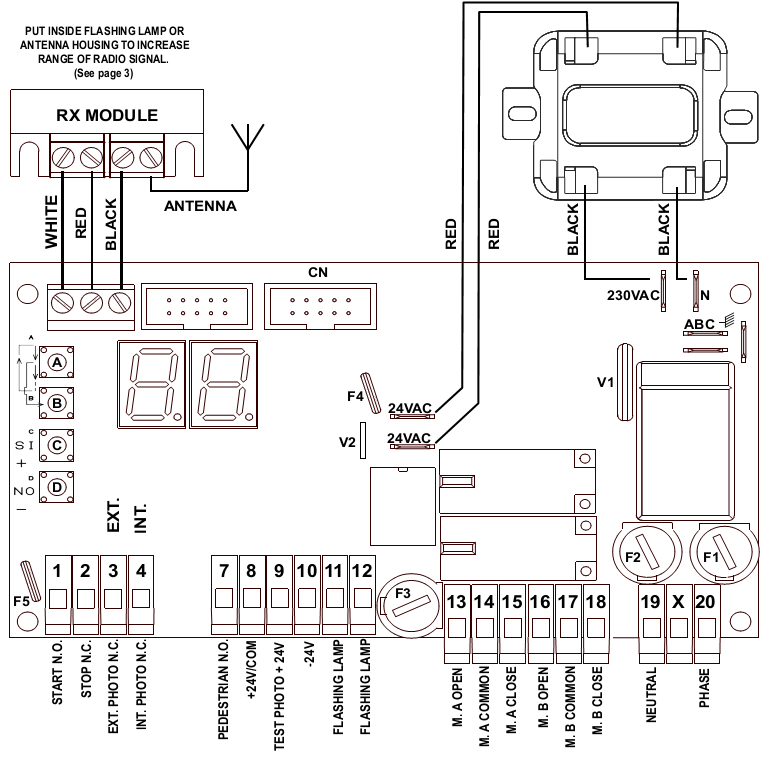 PUT INSIDE FLASHING LAMP OR
ANTENNA HOUSING TO INCREASE
RANGE OF RADIO SIGNAL.
(See page 3)
RX MODULE
ANTENNA
WHITE
RED
BLACK
RED
RED
BLACK
BLACK
CN
230VAC
N
ABC
A
A
B
B
C
SI
C
+
D
NO
D
-
F4
24VAC
V2
24VAC
V1
EXT.
INT.
F5
F3
F2
F1
1
2
3
4
7
8
9
10
11
12
13
14
15
16
17
18
19
X
20
START N.O.
STOP N.C.
EXT. PHOTO N.C.
INT. PHOTO N.C.
PEDESTRIAN N.O.
+24V/COM
TEST PHOTO + 24V
-24V
FLASHING LAMP
FLASHING LAMP
M. A OPEN
M. A COMMON
M. A CLOSE
M. B OPEN
M. B COMMON
M. B CLOSE
NEUTRAL
PHASE